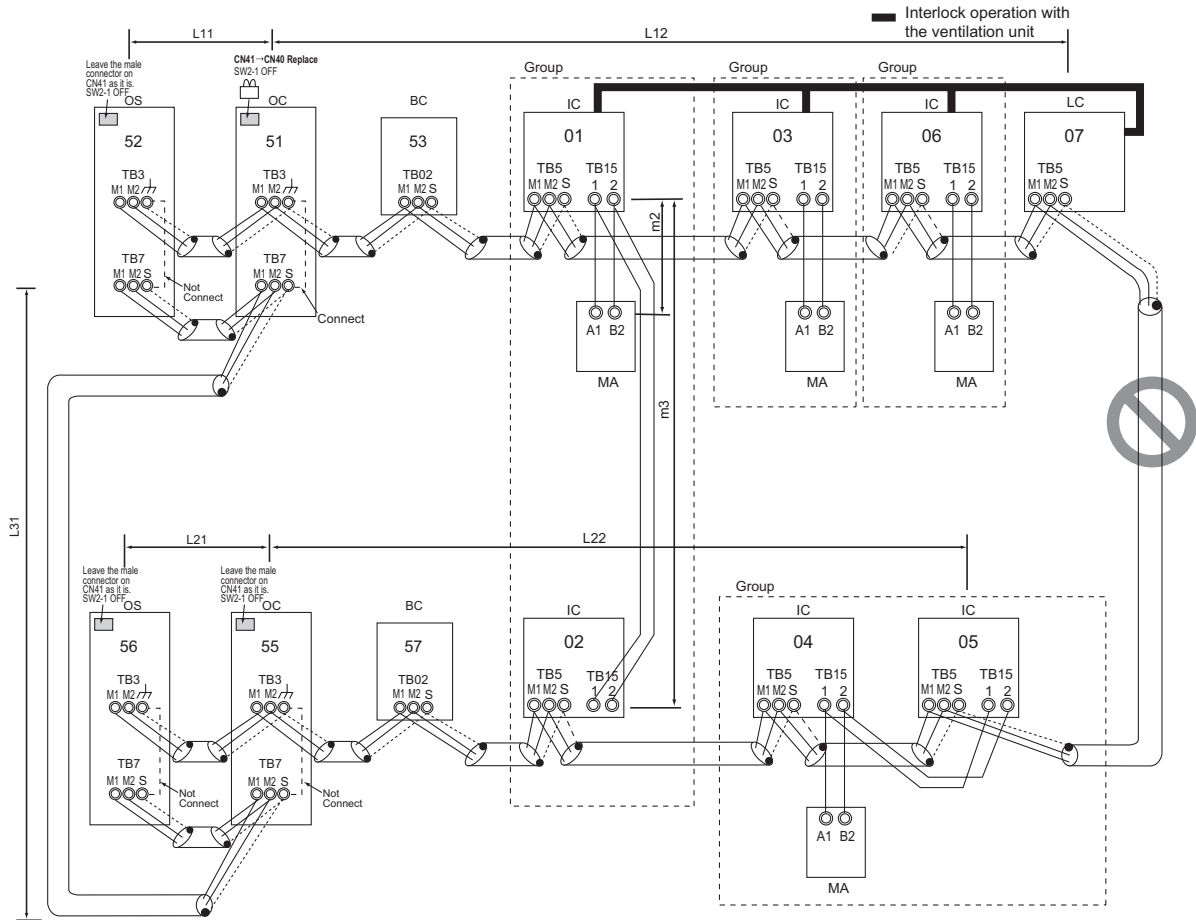 Interlock operation with
the ventilation unit
L11
L12
Leave the male
connector on
CN41 as it is.
SW2-1 OFF
CN41→CN40 Replace
SW2-1 OFF
Group
Group
Group
OS
OC
BC
IC
IC
IC
LC
52
51
53
01
03
06
07
TB3
TB3
TB02
TB5
TB15
TB5
TB15
TB5
TB15
TB5
M1 M2
M1 M2
M1 M2 S
M1 M2 S
1 2
M1 M2 S
1 2
M1 M2 S
1 2
M1 M2 S
m2
TB7
TB7
M1 M2 S
M1 M2 S
Not
Connect
Connect
A1 B2
A1 B2
A1 B2
MA
MA
MA
m3
L31
L21
L22
Leave the male
connector on
CN41 as it is.
SW2-1 OFF
Leave the male
connector on
CN41 as it is.
SW2-1 OFF
Group
OS
OC
BC
IC
IC
IC
56
55
57
02
04
05
TB3
TB3
TB02
TB5
TB15
TB5
TB15
TB5
TB15
M1 M2
M1 M2
M1 M2 S
M1 M2 S
1 2
M1 M2 S
1 2
M1 M2 S
1 2
TB7
TB7
M1 M2 S
M1 M2 S
Not
Connect
Not
Connect
A1 B2
MA